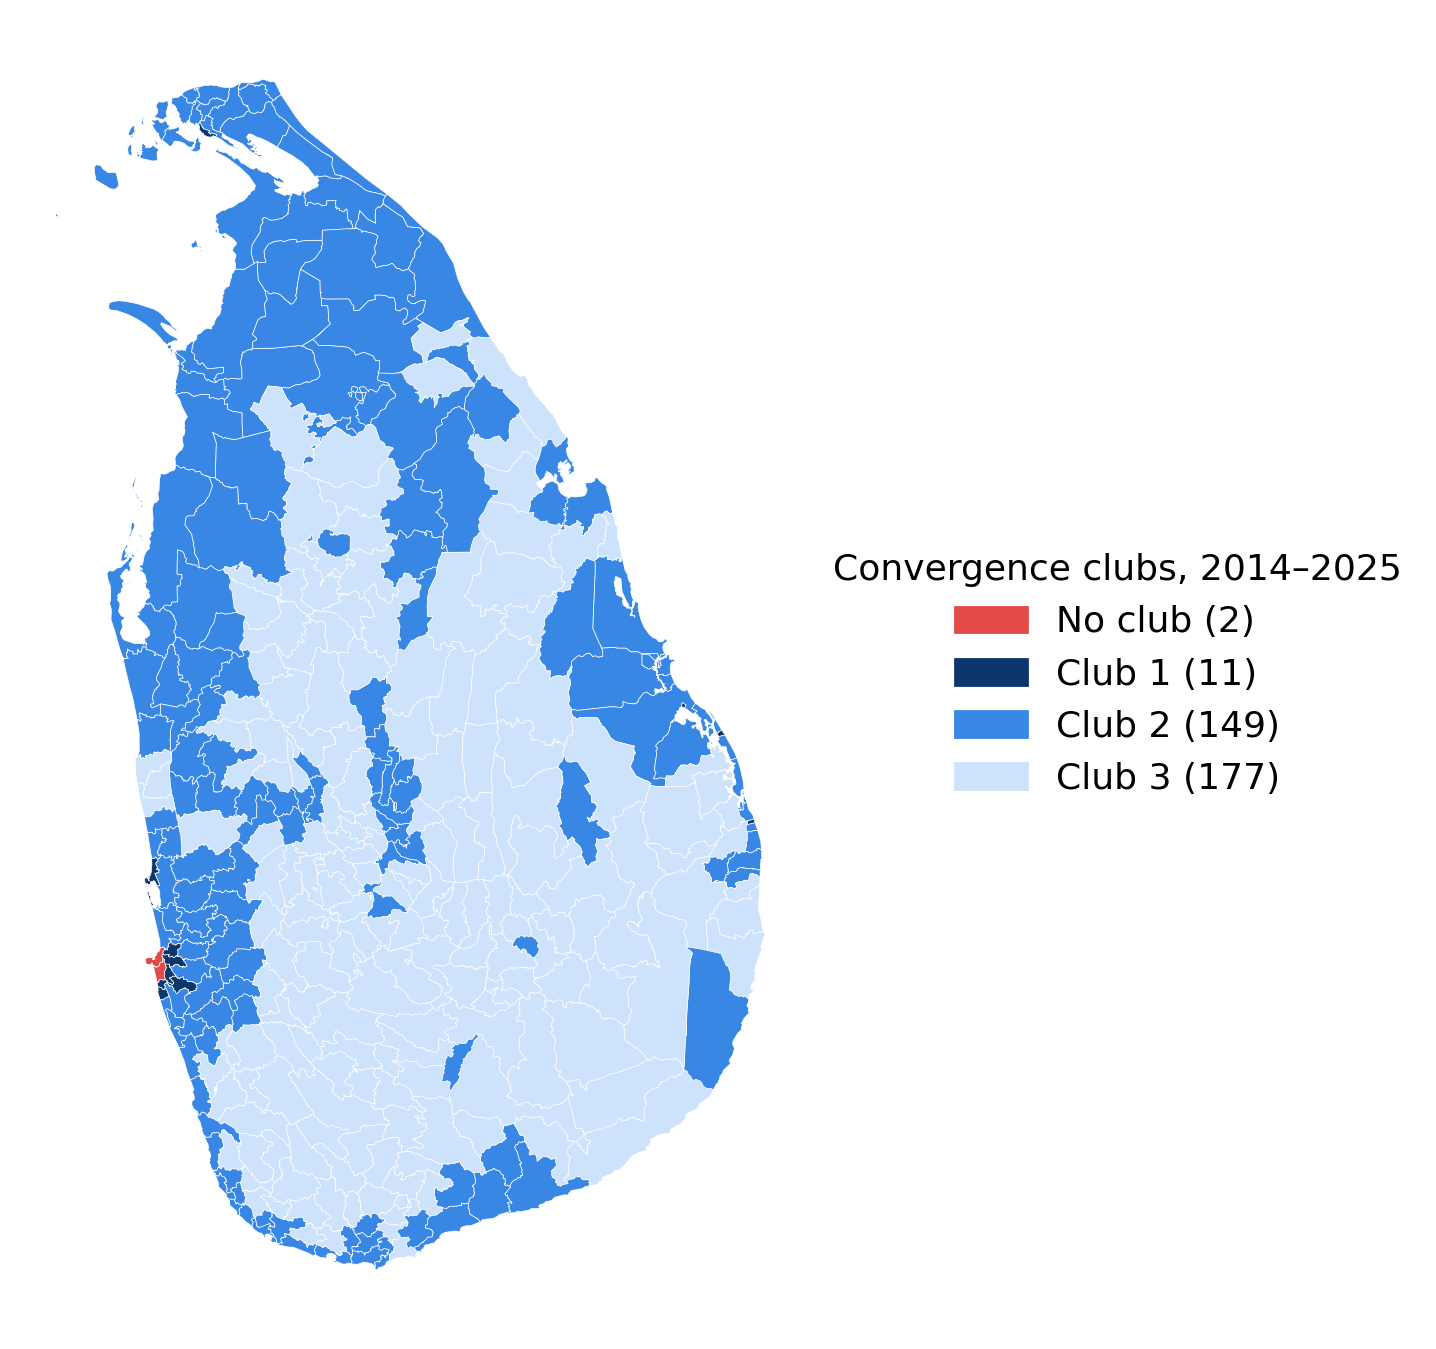 Convergence clubs, 2014–2025
No club (2)
Club 1 (11)
Club 2 (149)
Club 3 (177)